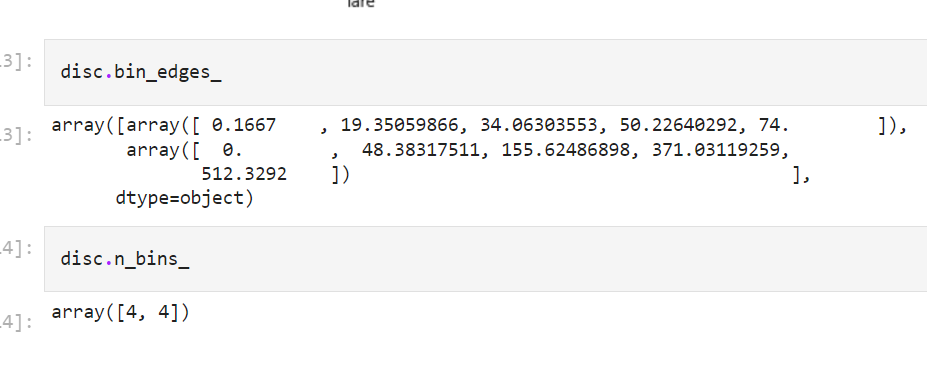 fare
3]:
disc.bin_edges_
3]:
array([array([ 0.1667    , 19.35059866, 34.06303553, 50.22640292, 74.        ]),
       array([  0.        ,  48.38317511, 155.62486898, 371.03119259,
              512.3292    ])                                        ],
      dtype=object)
4]:
disc.n_bins_
4]:
array([4, 4])